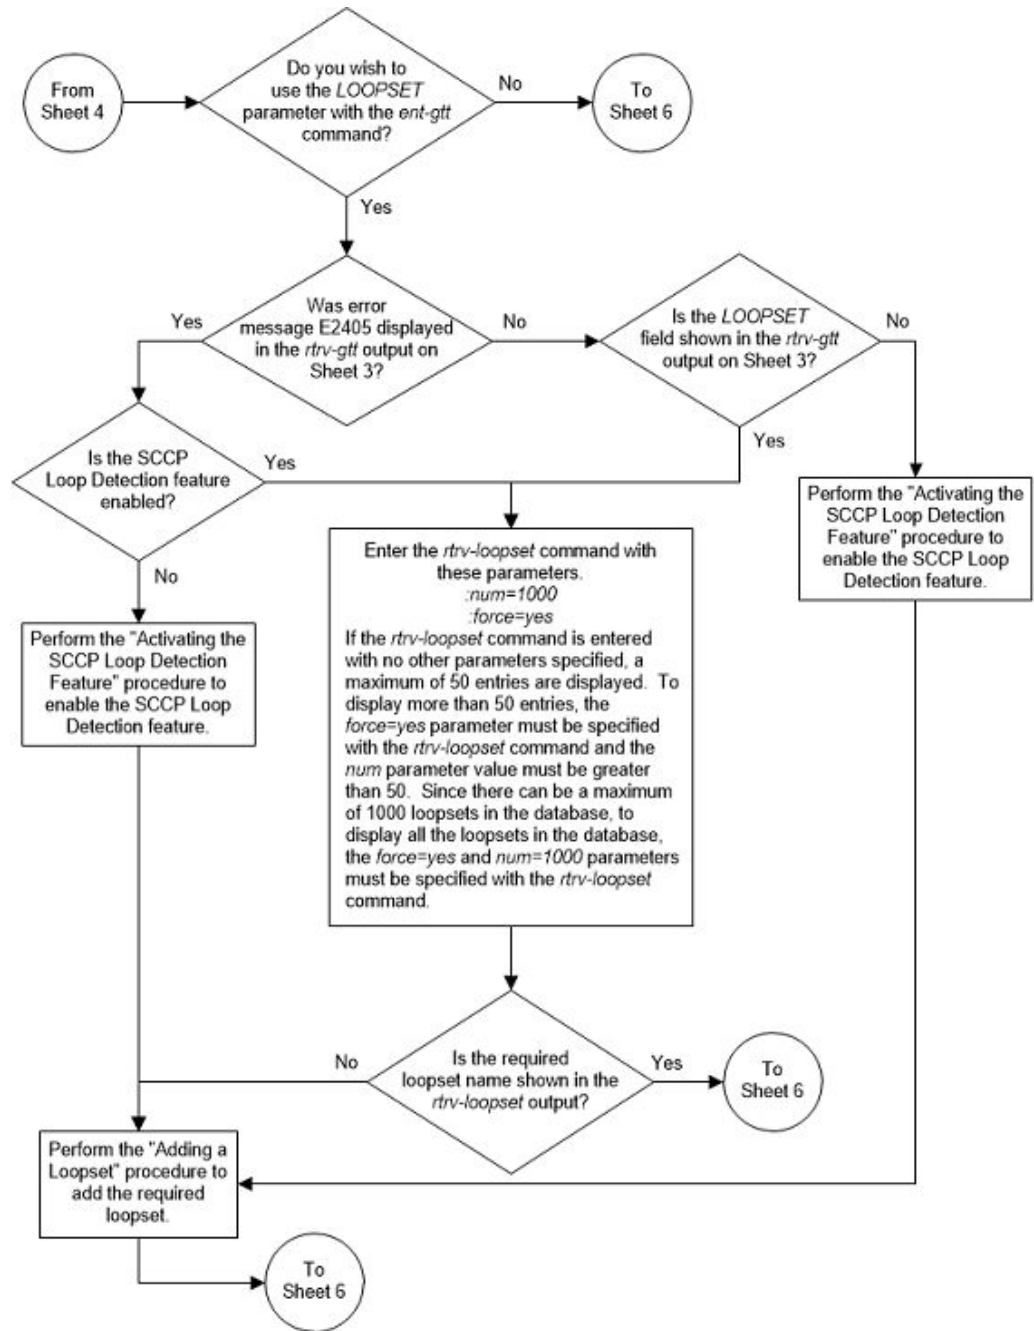 From
Sheet 4
Do you wish to
use the LOOPSET
parameter with the ent-gtt
command?
No
To
Sheet 6
Yes
Was error
message E2405 displayed
in the rtrv-gtt output on
Sheet 3?
Yes
No
Is the LOOPSET
field shown in the rtrv-gtt
output on Sheet 3?
No
Yes
Is the SCCP
Loop Detection feature
enabled?
Yes
No
Perform the "Activating the
SCCP Loop Detection
Feature" procedure to
enable the SCCP Loop
Detection feature.
Enter the rtrv-loopset command with
these parameters.
:num=1000
:force=yes
If the rtrv-loopset command is entered
with no other parameters specified, a
maximum of 50 entries are displayed. To
display more than 50 entries, the
force=yes parameter must be specified
with the rtrv-loopset command and the
num parameter value must be greater
than 50. Since there can be a maximum
of 1000 loopsets in the database, to
display all the loopsets in the database,
the force=yes and num=1000 parameters
must be specified with the rtrv-loopset
command.
Perform the "Activating the
SCCP Loop Detection
Feature" procedure to
enable the SCCP Loop
Detection feature.
No
Is the required
loopset name shown in the
rtrv-loopset output?
Yes
To
Sheet 6
Perform the "Adding a
Loopset" procedure to
add the required
loopset.
To
Sheet 6